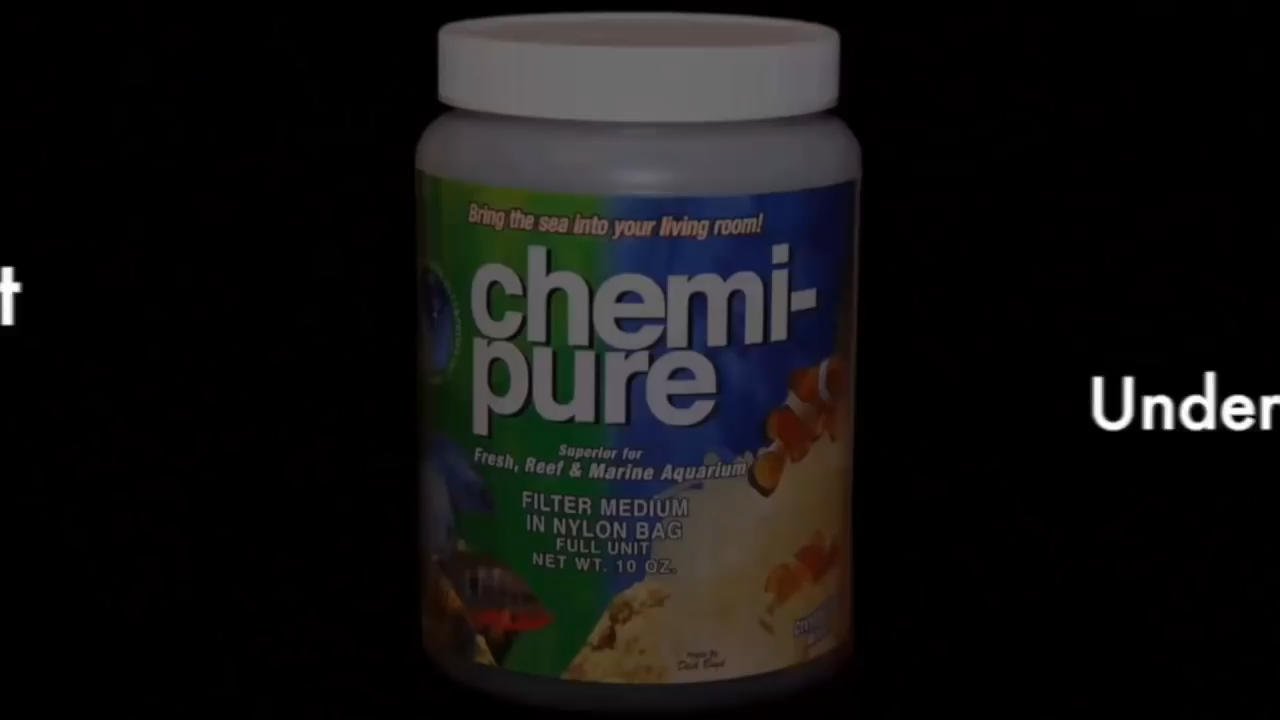 Bring the sea into your living room!
chemi-
pure
t
Under
Superior for
Fresh, Reef & Marine Aquarium
FILTER MEDIUM
IN NYLON BAG
FULL UNIT
NET WT. 10 OZ.